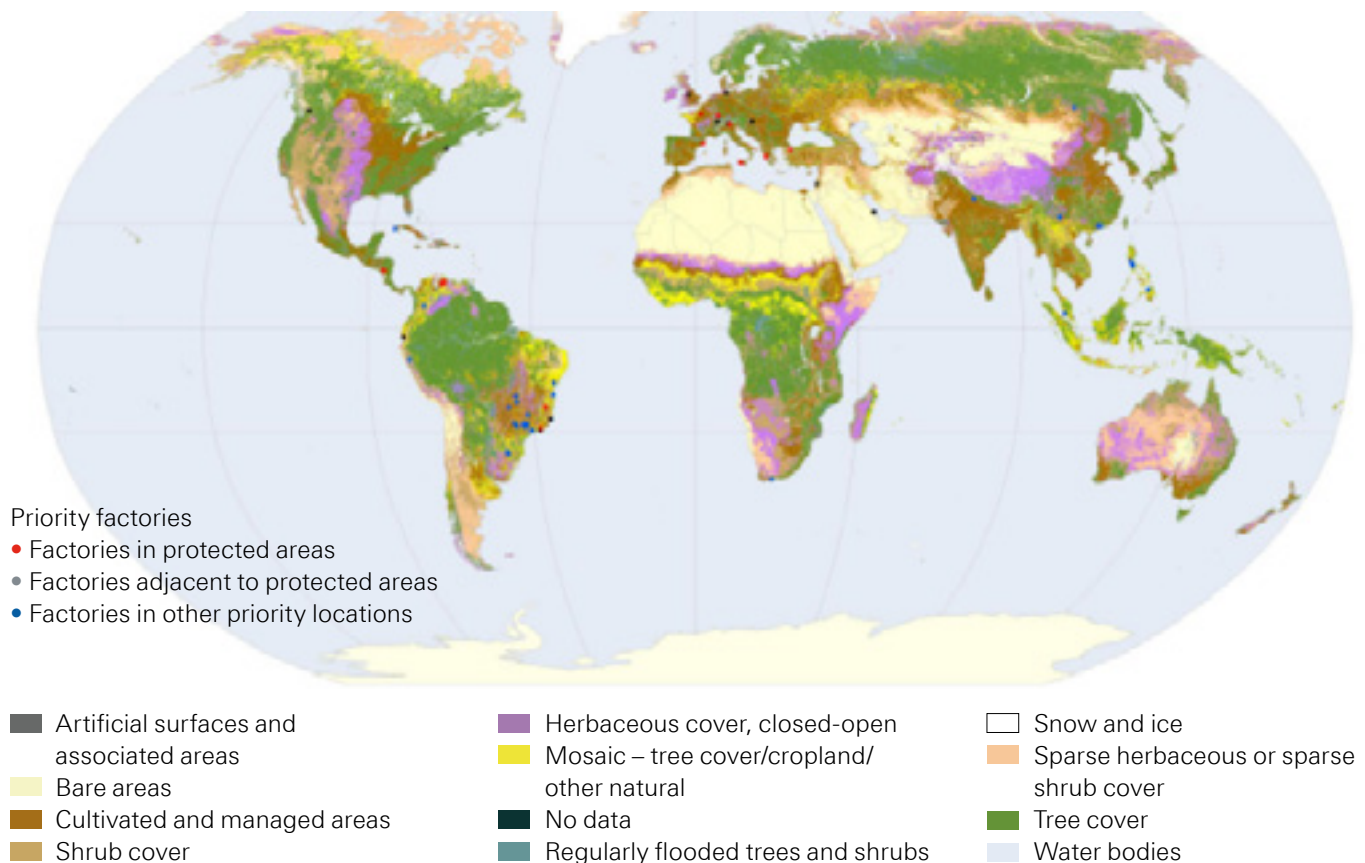 Priority factories
• Factories in protected areas
• Factories adjacent to protected areas
• Factories in other priority locations
Artificial surfaces and
associated areas
Bare areas
Cultivated and managed areas
Shrub cover
Herbaceous cover, closed-open
Mosaic – tree cover/cropland/
other natural
No data
Regularly flooded trees and shrubs
Snow and ice
Sparse herbaceous or sparse
shrub cover
Tree cover
Water bodies